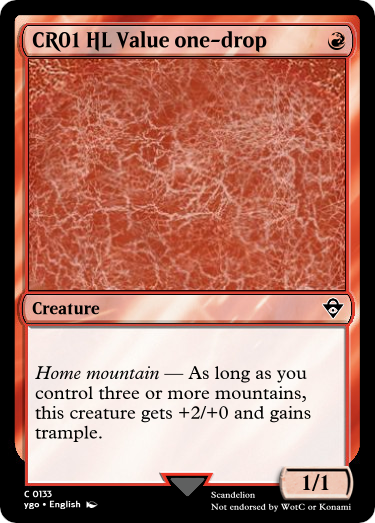 CR01 HL Value one-drop
Creature
Home mountain — As long as you
control three or more mountains,
this creature gets +2/+0 and gains
trample.
1/1
C 0133
ygo • English
Scandelion
Not endorsed by WotC or Konami